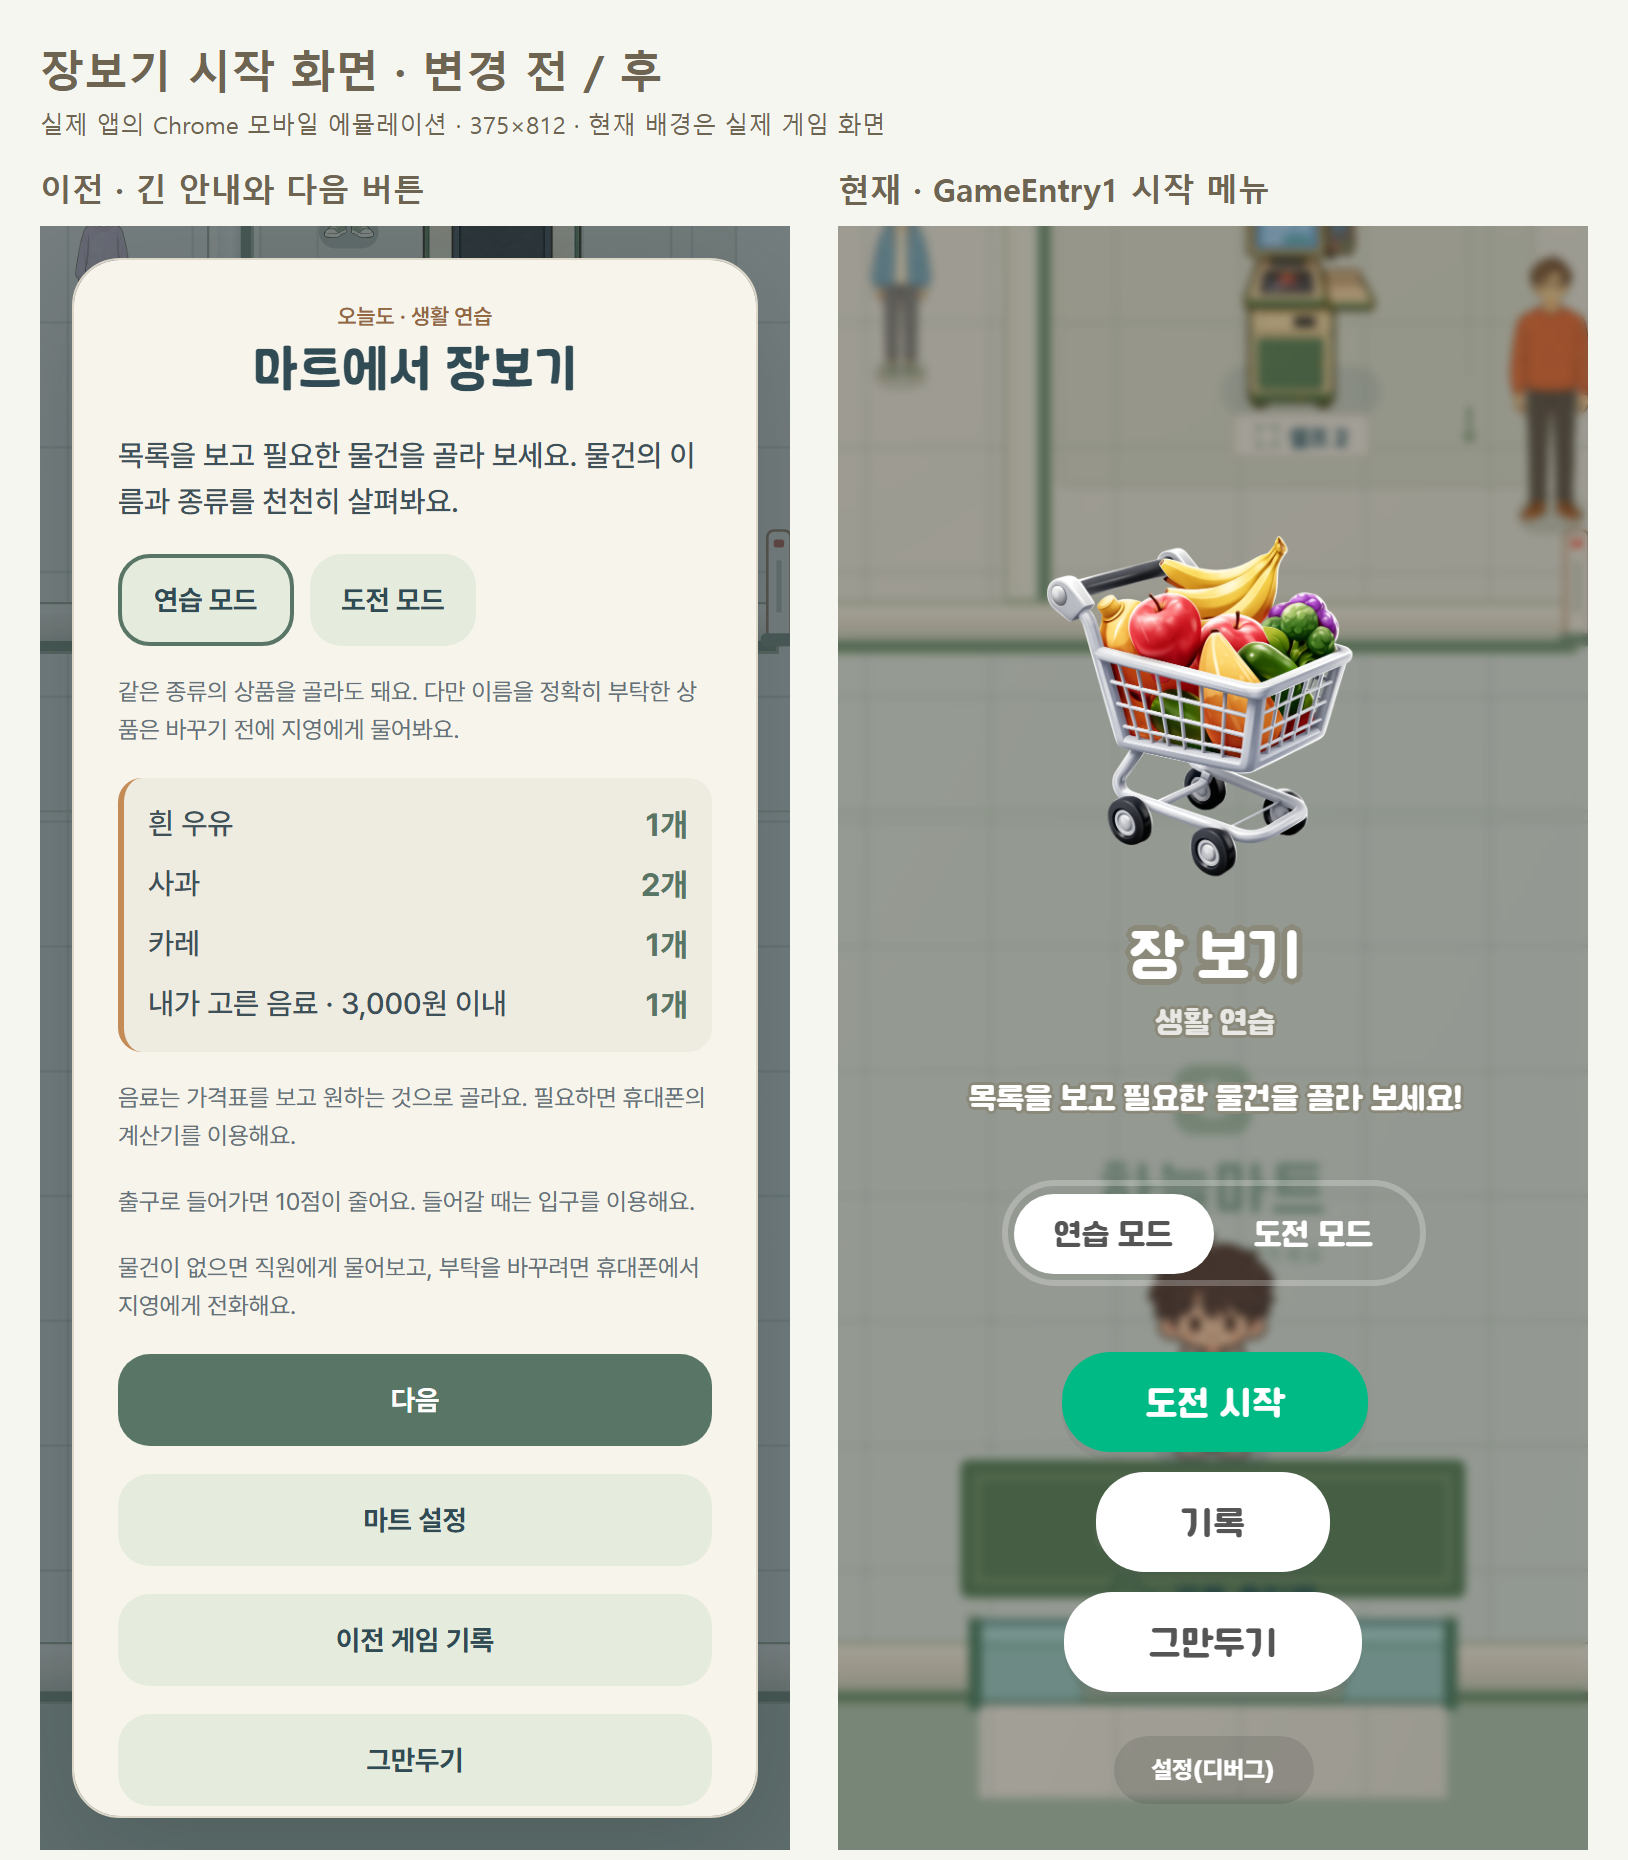 장보기 시작 화면 · 변경 전 / 후
실제 앱의 Chrome 모바일 에뮬레이션 · 375×812 · 현재 배경은 실제 게임 화면
이전 · 긴 안내와 다음 버튼
오늘도 · 생활 연습
마트에서 장보기
목록을 보고 필요한 물건을 골라 보세요. 물건의 이
름과 종류를 천천히 살펴봐요.
연습 모드
도전 모드
같은 종류의 상품을 골라도 돼요. 다만 이름을 정확히 부탁한 상
품은 바꾸기 전에 지영에게 물어봐요.
흰 우유 1개
사과 2개
카레 1개
내가 고른 음료 · 3,000원 이내 1개
음료는 가격표를 보고 원하는 것으로 골라요. 필요하면 휴대폰의
계산기를 이용해요.
출구로 들어가면 10점이 줄어요. 들어갈 때는 입구를 이용해요.
물건이 없으면 직원에게 물어보고, 부탁을 바꾸려면 휴대폰에서
지영에게 전화해요.
다음
마트 설정
이전 게임 기록
그만두기
현재 · GameEntry1 시작 메뉴
장 보기
생활 연습
목록을 보고 필요한 물건을 골라 보세요!
연습 모드
도전 모드
도전 시작
기록
그만두기
설정(디버그)